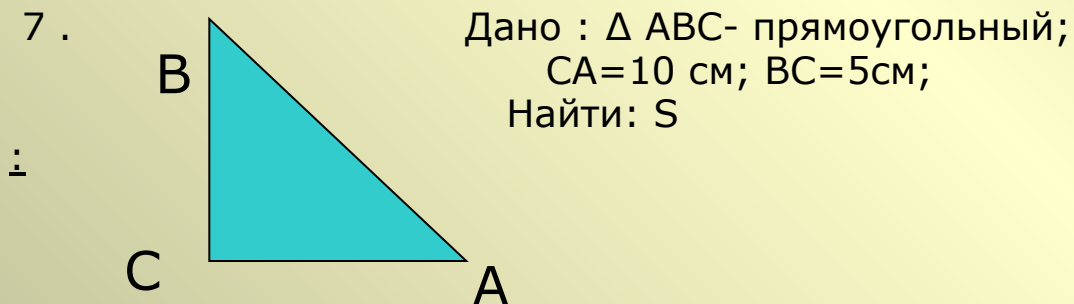 7 .
Дано : Δ ABC- прямоугольный;
CA=10 см; BC=5см;
Найти: S
B
:
C
A